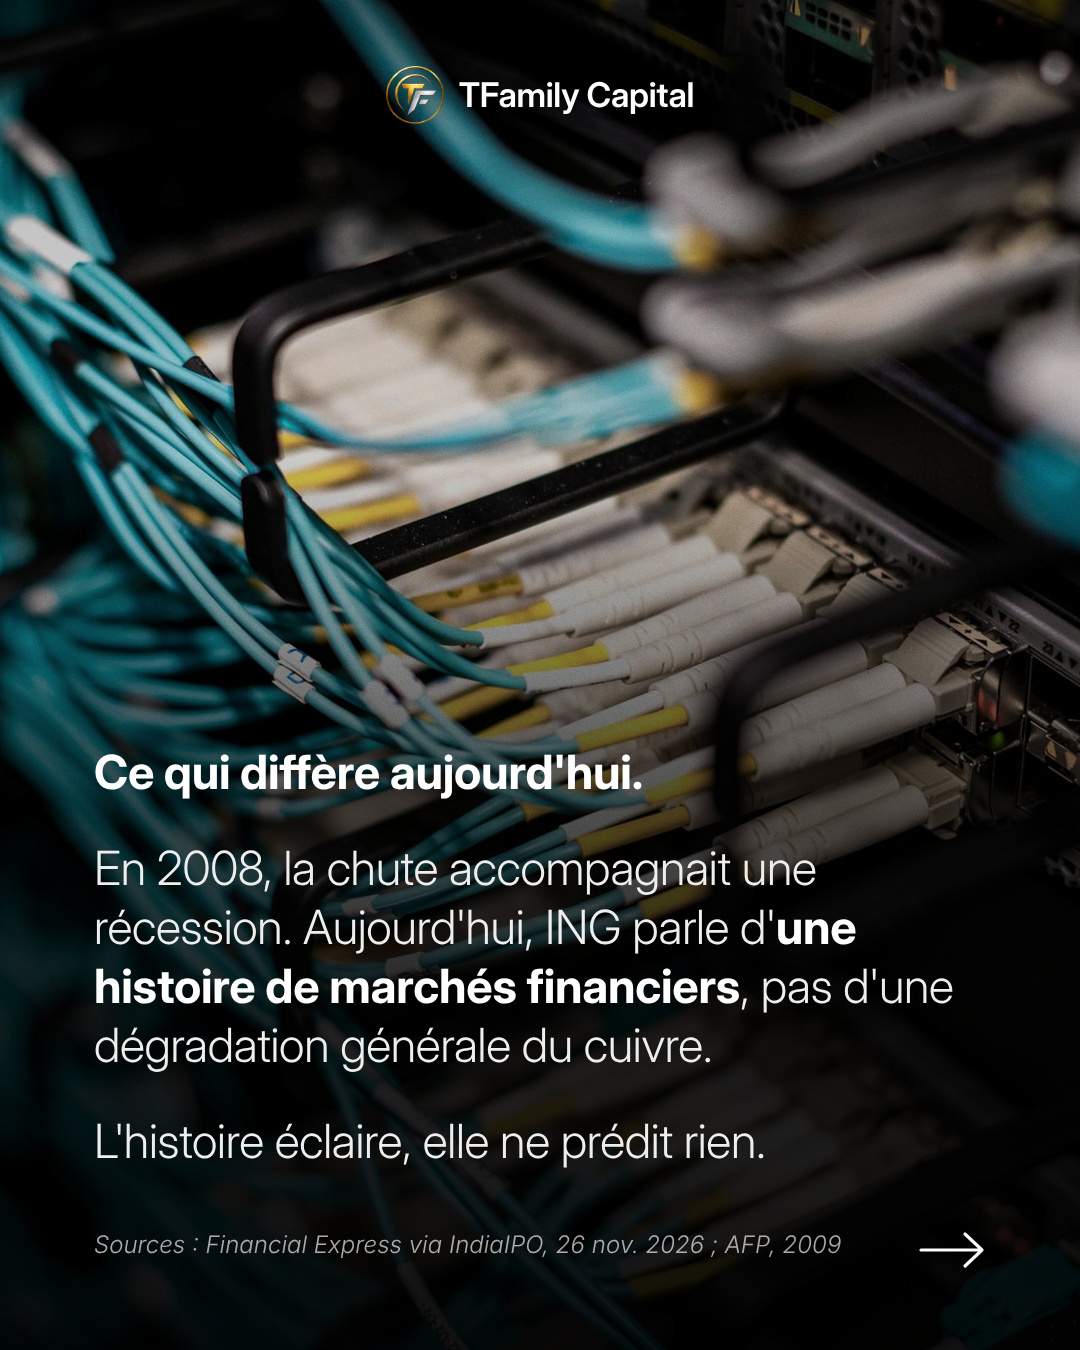 TFamily Capital
Ce qui diffère aujourd'hui.
En 2008, la chute accompagnait une
récession. Aujourd'hui, ING parle d'une
histoire de marchés financiers, pas d'une
dégradation générale du cuivre.
L'histoire éclaire, elle ne prédit rien.
Sources : Financial Express via IndiaIPO, 26 nov. 2026 ; AFP, 2009